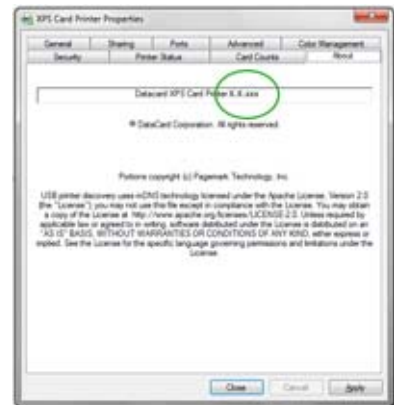 XPS Card Printer Properties
General Sharing Ports Advanced Color Management
Security Printer Status Card Counts About
Datacard XPS Card Printer X.X.xxx
© DataCard Corporation. All rights reserved.
Portions copyright (c) Pagemark Technology, Inc.
USB printer discovery uses mDNS technology licensed under the Apache License, Version 2.0
(the "License"); you may not use this file except in compliance with the License. You may obtain
a copy of the License at http://www.apache.org/licenses/LICENSE-2.0. Unless required by
applicable law or agreed to in writing, software distributed under the License is distributed on an
"AS IS" BASIS, WITHOUT WARRANTIES OR CONDITIONS OF ANY KIND, either express or
implied. See the License for the specific language governing permissions and limitations under the
License.
Close Cancel Apply